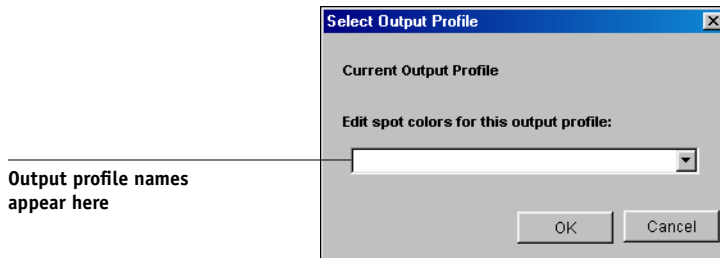 Select Output Profile
Current Output Profile
Edit spot colors for this output profile:
Output profile names
appear here
OK Cancel